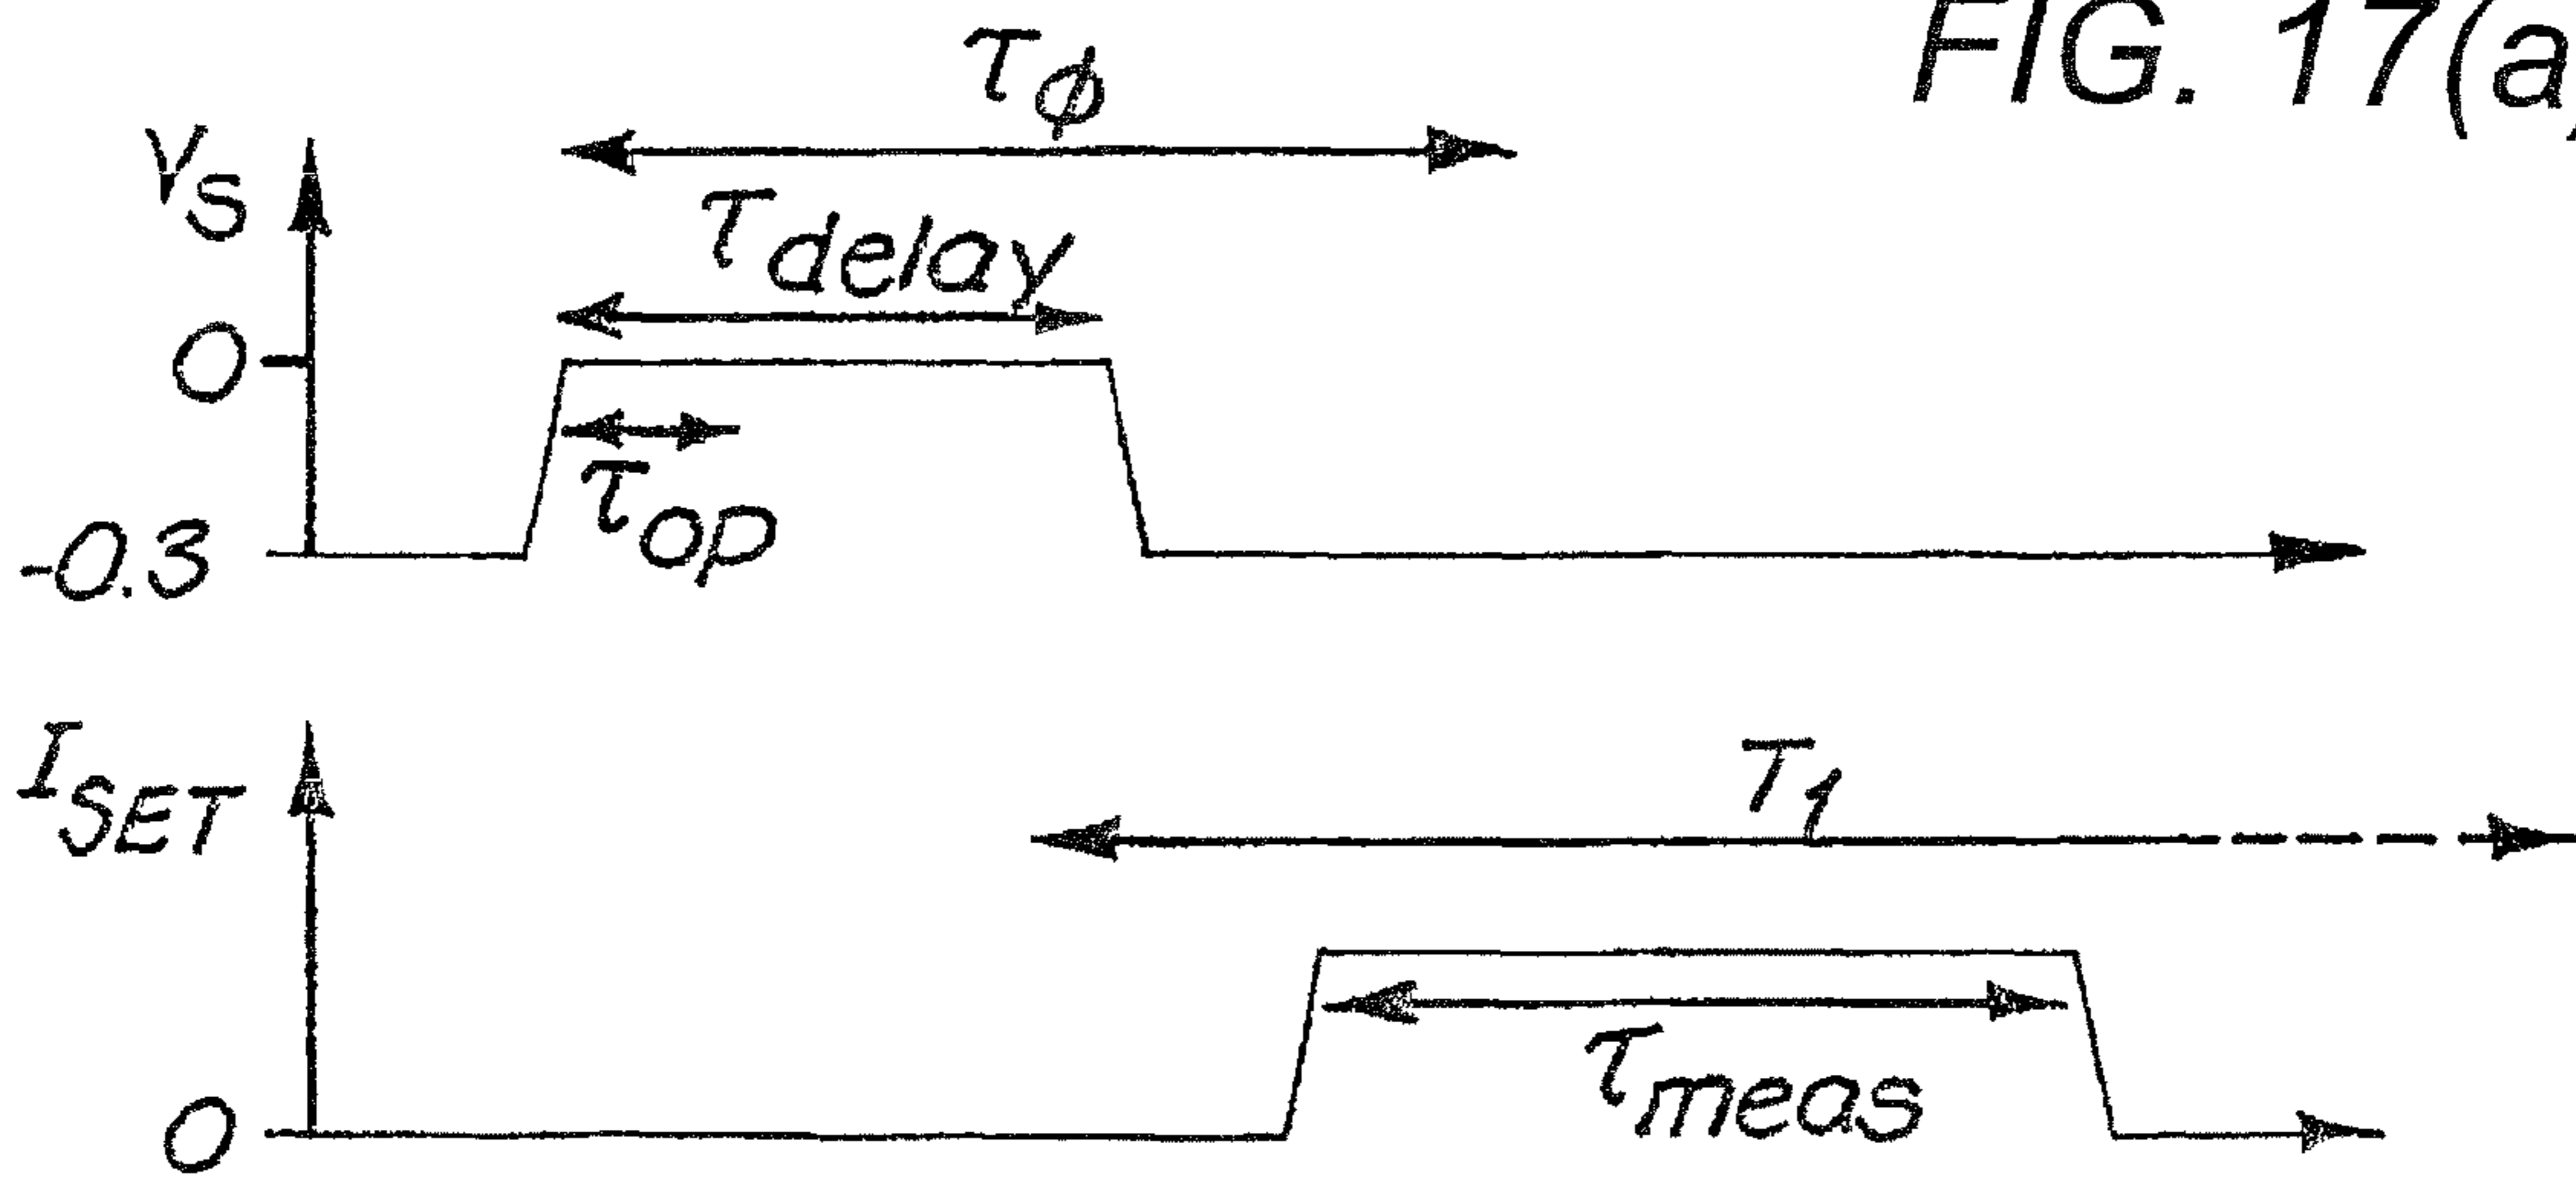 FIG. 17(a)
τϕ
VS
τdelay
0
τop
-0.3
ISET
T1
τmeas
0